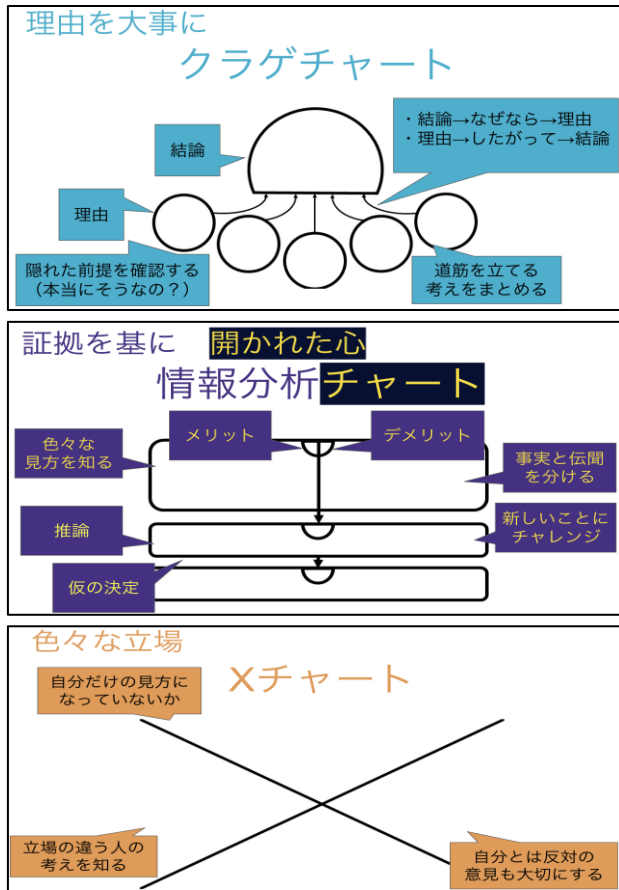 理由を大事に
クラゲチャート
・結論→なぜなら→理由
・理由→したがって→結論
結論
理由
隠れた前提を確認する
（本当にそうなの？）
道筋を立てる
考えをまとめる
証拠を基に 開かれた心
情報分析チャート
メリット
デメリット
色々な
見方を知る
事実と伝聞
を分ける
推論
新しいことに
チャレンジ
仮の決定
色々な立場
Xチャート
自分だけの見方に
なっていないか
立場の違う人の
考えを知る
自分とは反対の
意見も大切にする